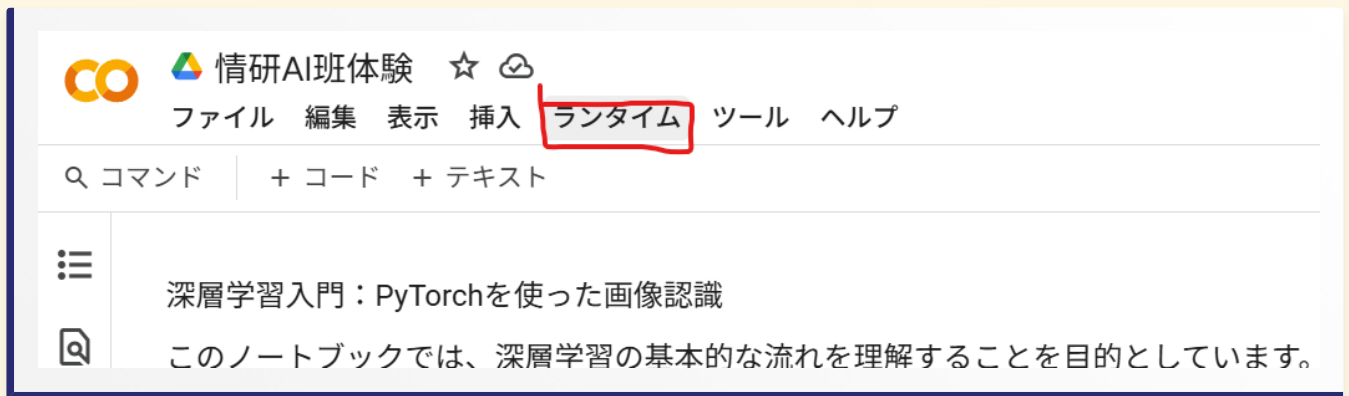 情研AI班体験
ファイル 編集 表示 挿入 ランタイム ツール ヘルプ
コマンド + コード + テキスト
深層学習入門：PyTorchを使った画像認識
このノートブックでは、深層学習の基本的な流れを理解することを目的としています。